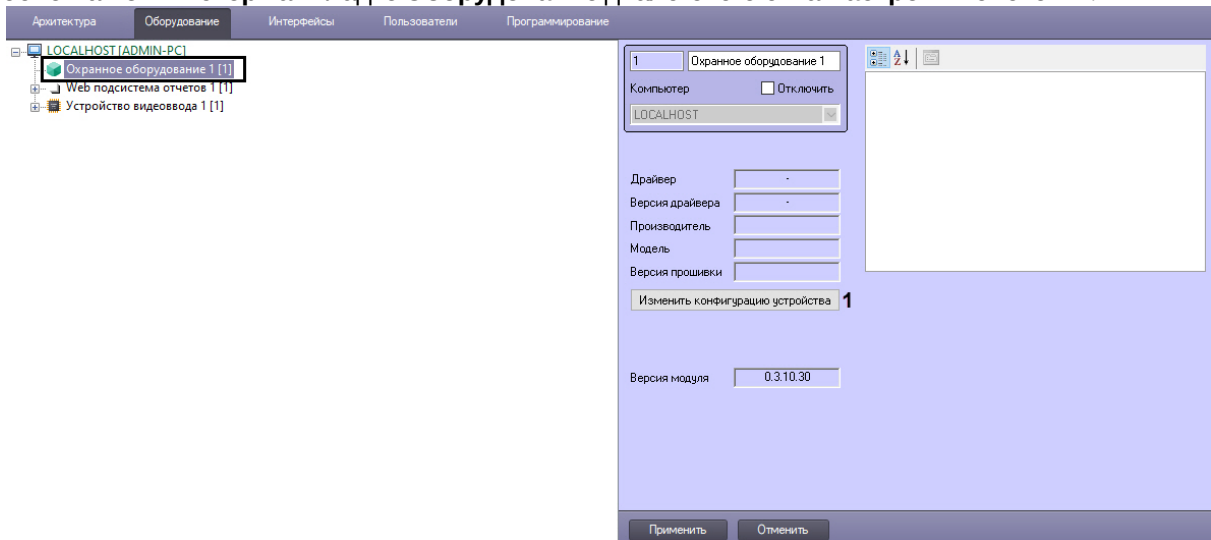 Архитектура Оборудование Интерфейсы Пользователи Программирование
LOCALHOST [ADMIN-PC]
Охранное оборудование 1 [1]
Web подсистема отчетов 1 [1]
Устройство видеоввода 1 [1]
1 Охранное оборудование 1
Компьютер Отключить
LOCALHOST
Драйвер -
Версия драйвера -
Производитель
Модель
Версия прошивки
Изменить конфигурацию устройства 1
Версия модуля 0.3.10.30
Применить Отменить